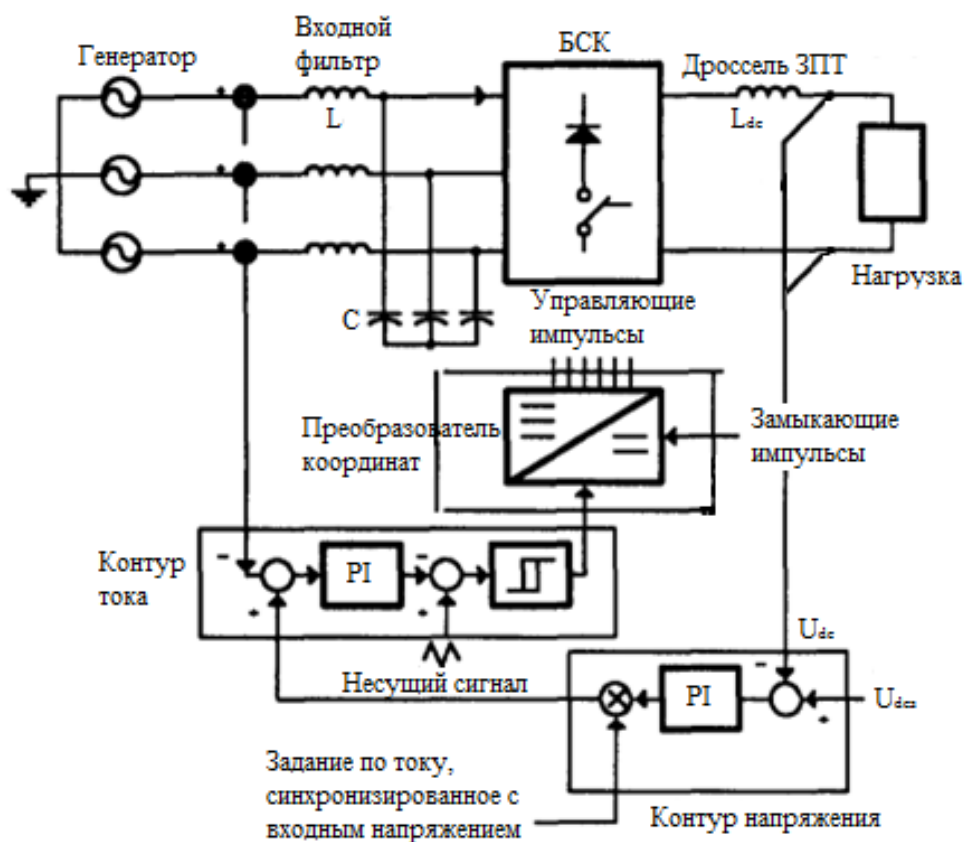 Генератор
Входной
фильтр
L
БСК
Дроссель ЗПТ
Ldc
Нагрузка
C
Управляющие
импульсы
Преобразователь
координат
Замыкающие
импульсы
Контур
тока
PI
Несущий сигнал
Udc
PI
Udcз
Задание по току,
синхронизированное с
входным напряжением
Контур напряжения